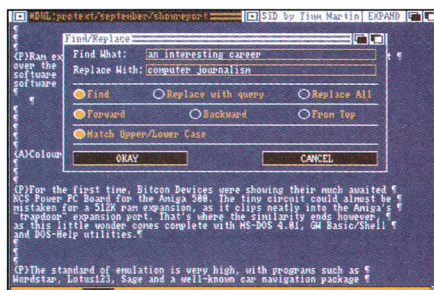 *DHL:protext/september/showreport
SiD by Timm Martin EXPAND
Find/Replace
{P}Ran ex
over the
software
software
Find What: an interesting career
Replace With: computer journalism
Find Replace with query Replace All
Forward Backward From Top
Match Upper/Lower Case
OKAY CANCEL
{A}Colour
{P}For the first time, Bitcon Devices were showing their much awaited ¶
KCS Power PC Board for the Amiga 500. The tiny circuit could almost be ¶
mistaken for a 512K ram expansion, as it clips neatly into the Amiga's ¶
"trapdoor" expansion port. That's where the similarity ends however, ¶
as this little wonder comes complete with MS-DOS 4.01, GW Basic/Shell ¶
and DOS-Help utilities.¶
{P}The standard of emulation is very high, with programs such as ¶
Wordstar, Lotus123, Sage and a well-known car navigation package ¶